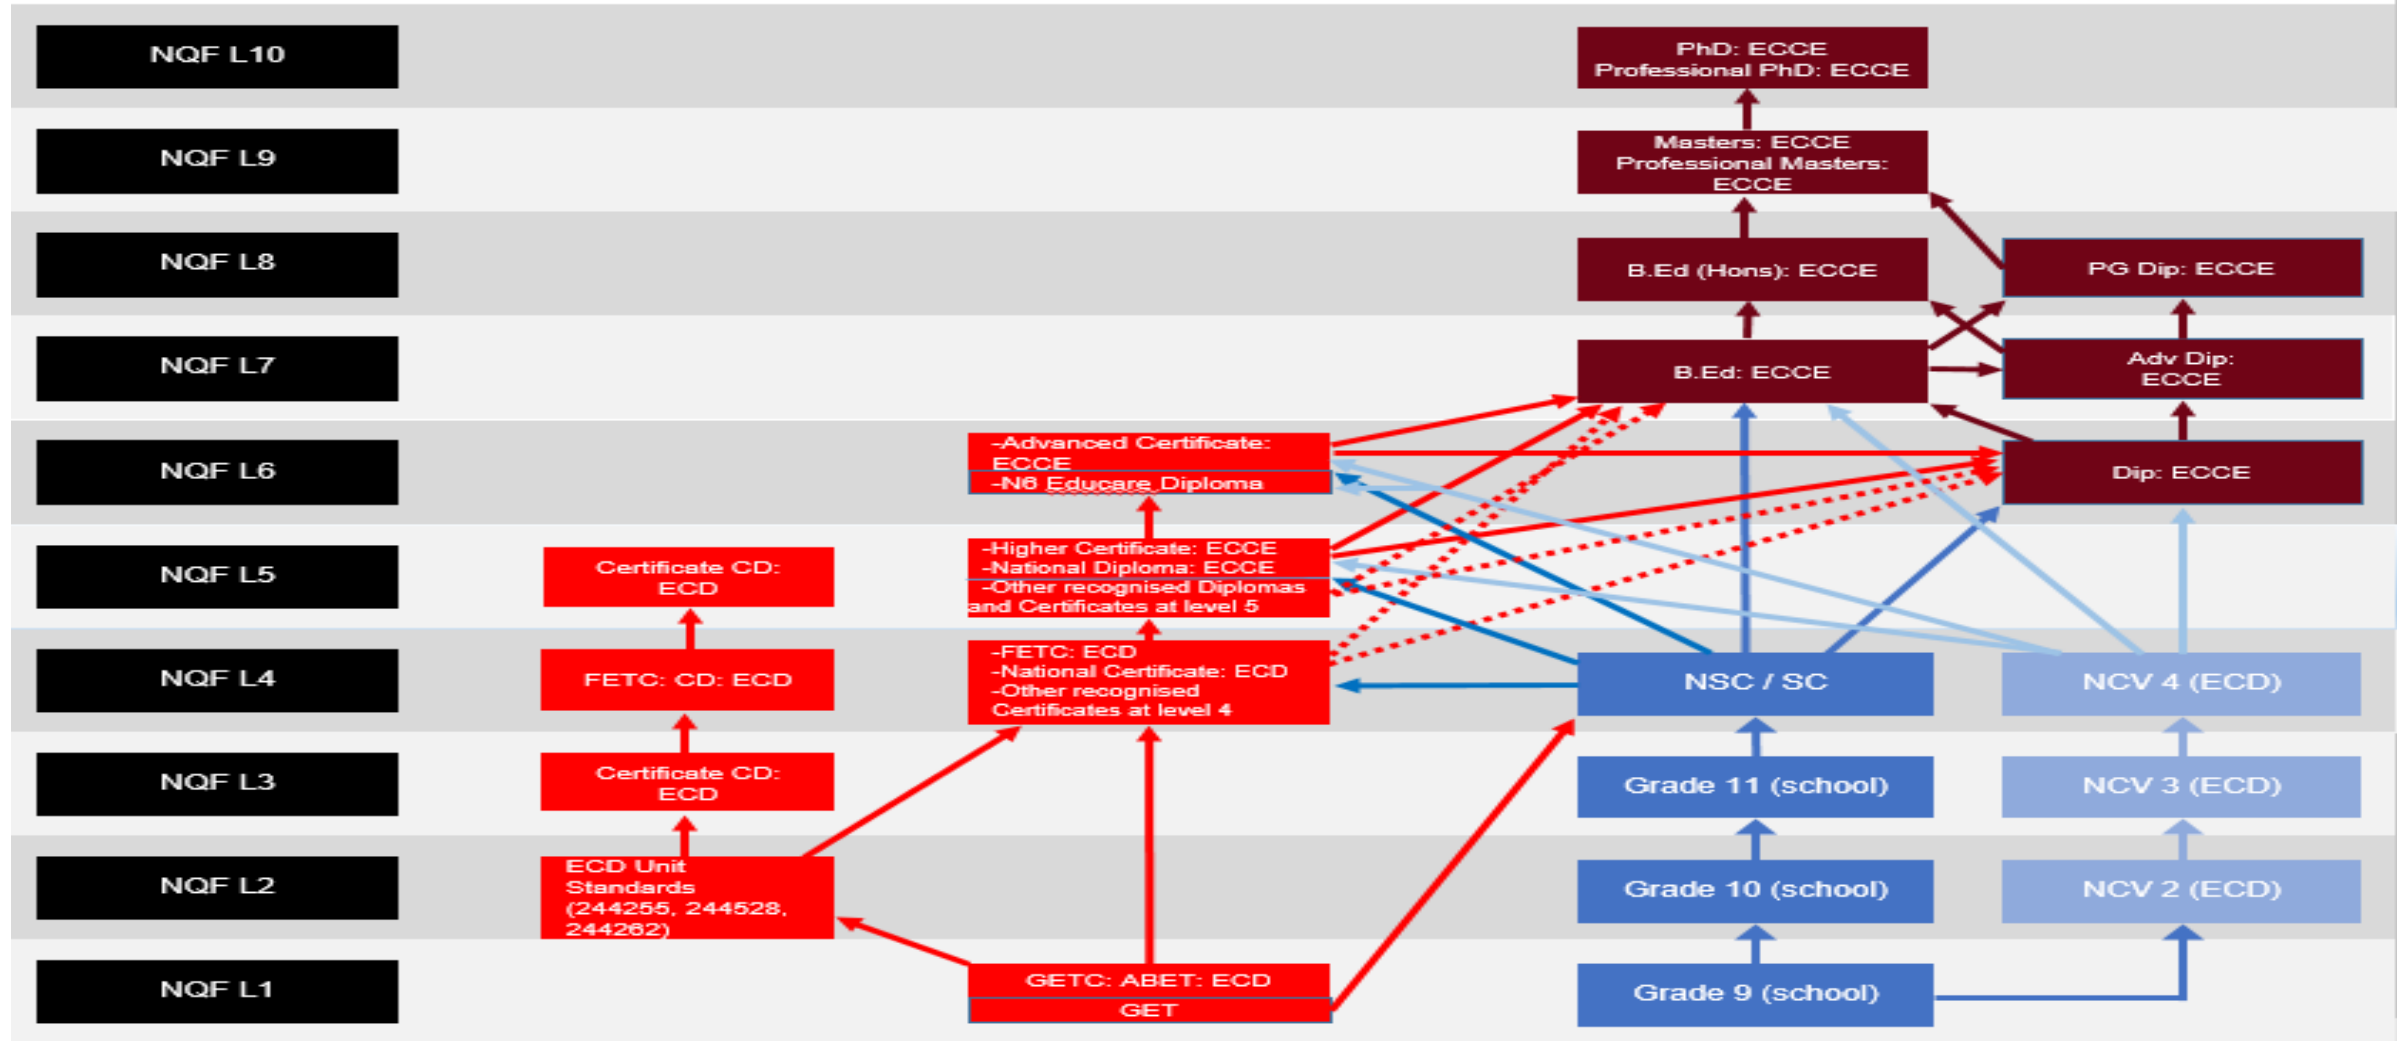 NQF L10
PhD: ECCE
Professional PhD: ECCE
NQF L9
Masters: ECCE
Professional Masters:
ECCE
NQF L8
B.Ed (Hons): ECCE
PG Dip: ECCE
NQF L7
B.Ed: ECCE
Adv Dip:
ECCE
NQF L6
-Advanced Certificate:
ECCE
-N6 Educare Diploma
Dip: ECCE
NQF L5
Certificate CD:
ECD
-Higher Certificate: ECCE
-National Diploma: ECCE
-Other recognised Diplomas
and Certificates at level 5
NQF L4
FETC: CD: ECD
-FETC: ECD
-National Certificate: ECD
-Other recognised
Certificates at level 4
NSC / SC
NCV 4 (ECD)
NQF L3
Certificate CD:
ECD
Grade 11 (school)
NCV 3 (ECD)
NQF L2
ECD Unit
Standards
(244255, 244528,
244262)
Grade 10 (school)
NCV 2 (ECD)
NQF L1
GETC: ABET: ECD
GET
Grade 9 (school)